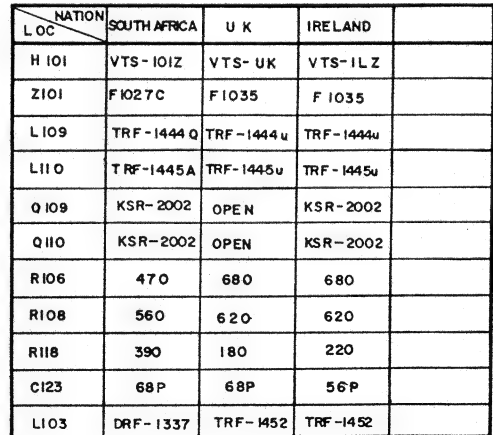 NATION
LOC SOUTH AFRICA U K IRELAND
H 101 VTS-101Z VTS-UK VTS-ILZ
Z101 F1027C F1035 F 1035
L109 TRF-1444Q TRF-1444u TRF-1444u
L110 TRF-1445A TRF-1445u TRF-1445u
Q109 KSR-2002 OPEN KSR-2002
Q110 KSR-2002 OPEN KSR-2002
R106 470 680 680
R108 560 620 620
R118 390 180 220
C123 68P 68P 56P
L103 DRF-1337 TRF-1452 TRF-1452